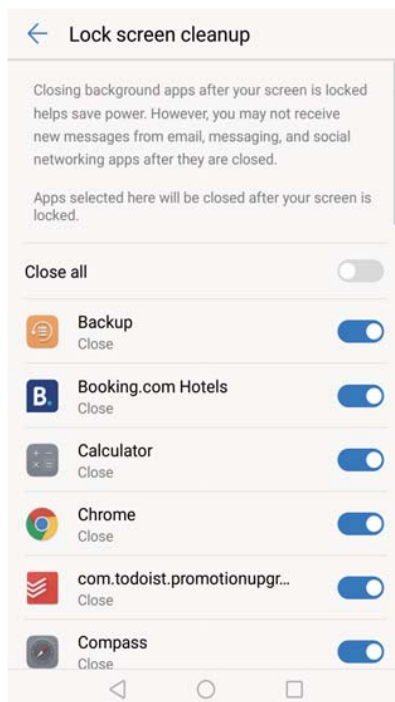 Lock screen cleanup
Closing background apps after your screen is locked
helps save power. However, you may not receive
new messages from email, messaging, and social
networking apps after they are closed.
Apps selected here will be closed after your screen is
locked.
Close all
Backup
Close
B. Booking.com Hotels
Close
Calculator
Close
Chrome
Close
com.todoist.promotionupgr...
Close
Compass
Close